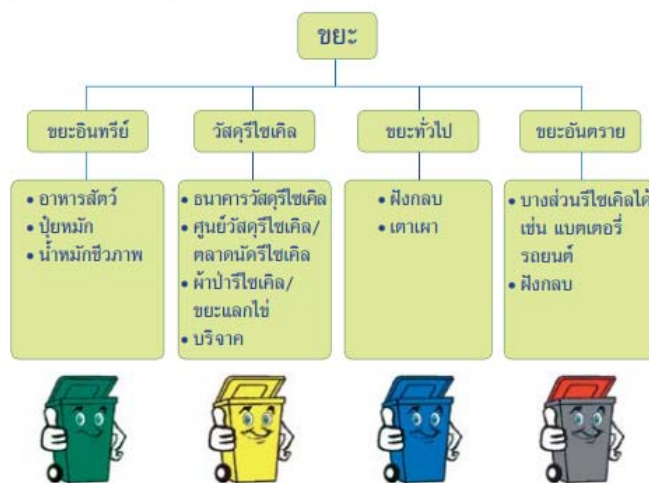 ขยะ
ขยะอินทรีย์
วัสดุรีไซเคิล
ขยะทั่วไป
ขยะอันตราย
• อาหารสัตว์
• ปุ๋ยหมัก
• น้ำหมักชีวภาพ
• ธนาคารวัสดุรีไซเคิล
• ศูนย์วัสดุรีไซเคิล/
ตลาดนัดรีไซเคิล
• ผ้าป่ารีไซเคิล/
ขยะแลกไข่
• บริจาค
• ฝังกลบ
• เตาเผา
• บางส่วนรีไซเคิลได้
เช่น แบตเตอรี่
รถยนต์
• ฝังกลบ